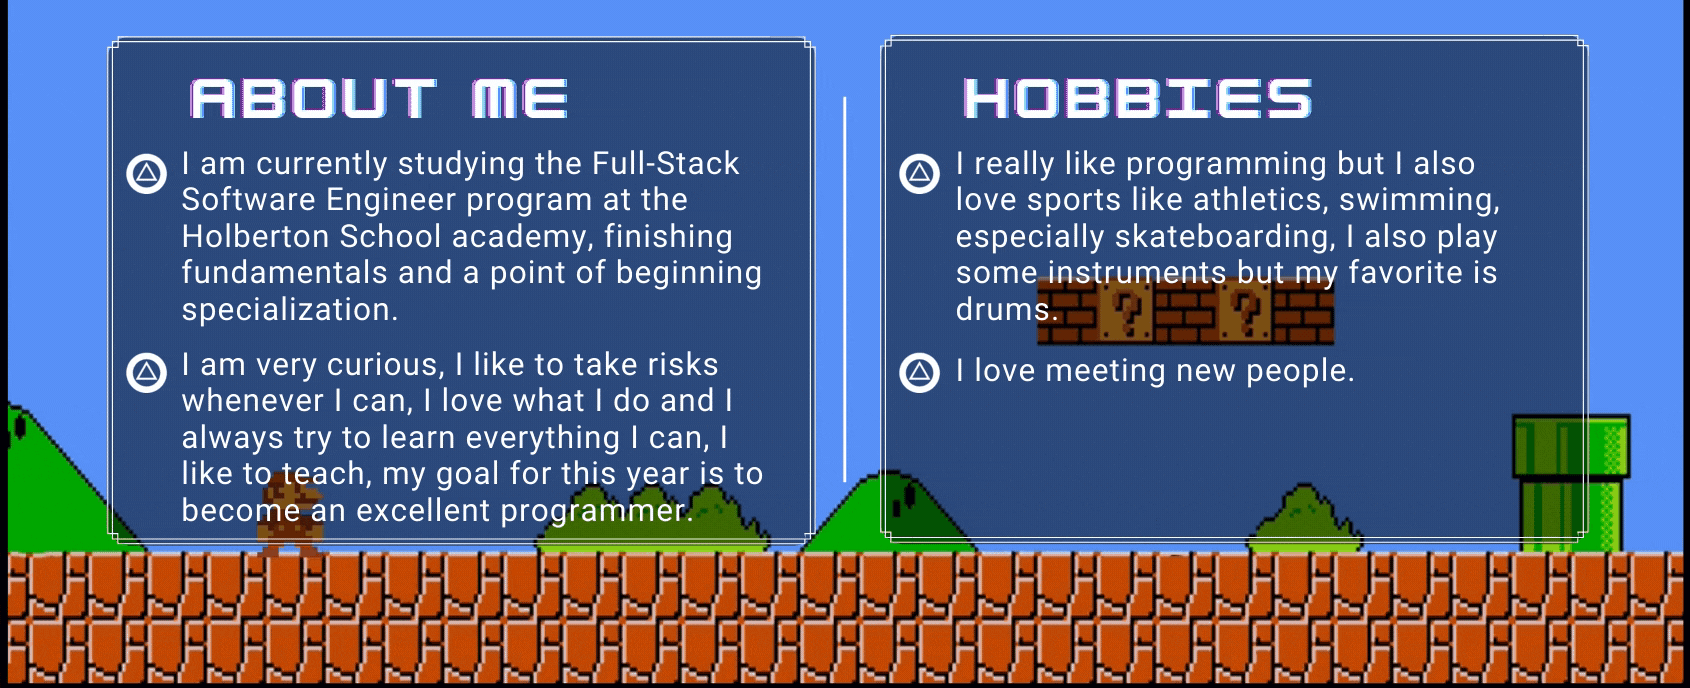 ABOUT ME
I am currently studying the Full-Stack
Software Engineer program at the
Holberton School academy, finishing
fundamentals and a point of beginning
specialization.
I am very curious, I like to take risks
whenever I can, I love what I do and I
always try to learn everything I can, I
like to teach, my goal for this year is to
become an excellent programmer.
HOBBIES
I really like programming but I also
love sports like athletics, swimming,
especially skateboarding, I also play
some instruments but my favorite is
drums.
? ?
I love meeting new people.